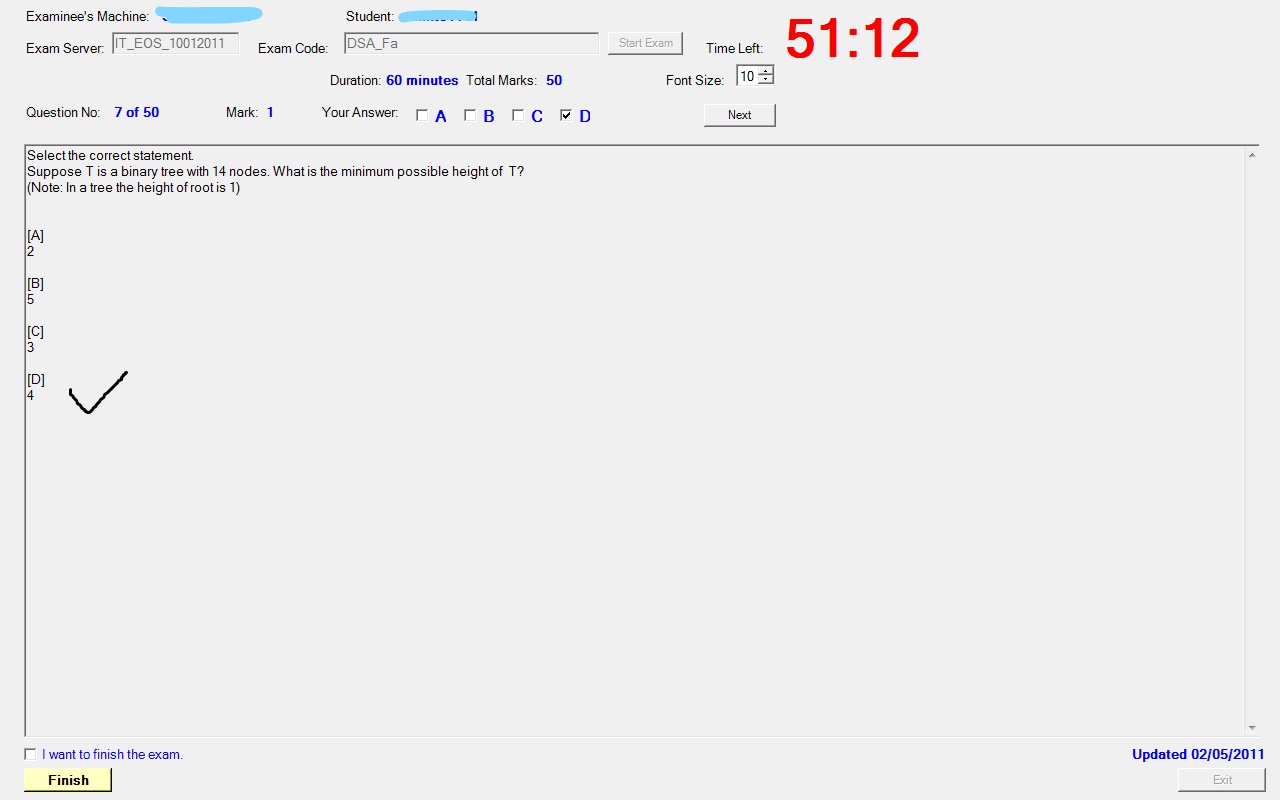 Examinee's Machine: Student:
Exam Server: IT_EOS_10012011 Exam Code: DSA_Fa Start Exam Time Left: 51:12
Duration: 60 minutes Total Marks: 50 Font Size: 10
Question No: 7 of 50 Mark: 1 Your Answer: A B C D Next
Select the correct statement.
Suppose T is a binary tree with 14 nodes. What is the minimum possible height of T?
(Note: In a tree the height of root is 1)
[A]
2
[B]
5
[C]
3
[D]
4
I want to finish the exam. Updated 02/05/2011
Finish Exit